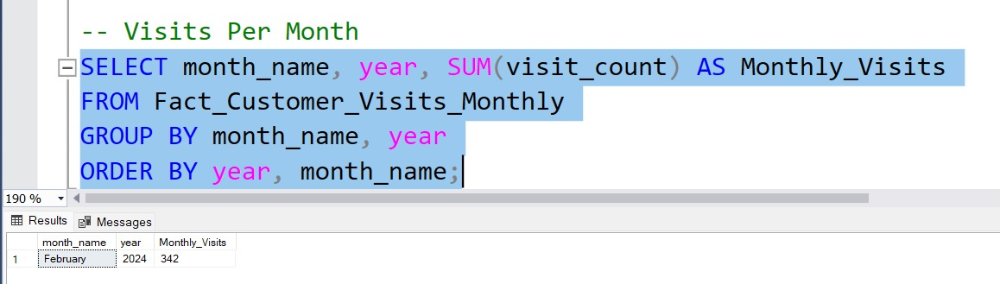 -- Visits Per Month
SELECT month_name, year, SUM(visit_count) AS Monthly_Visits
FROM Fact_Customer_Visits_Monthly
GROUP BY month_name, year
ORDER BY year, month_name;
190 %
Results Messages
month_name year Monthly_Visits
1 February 2024 342